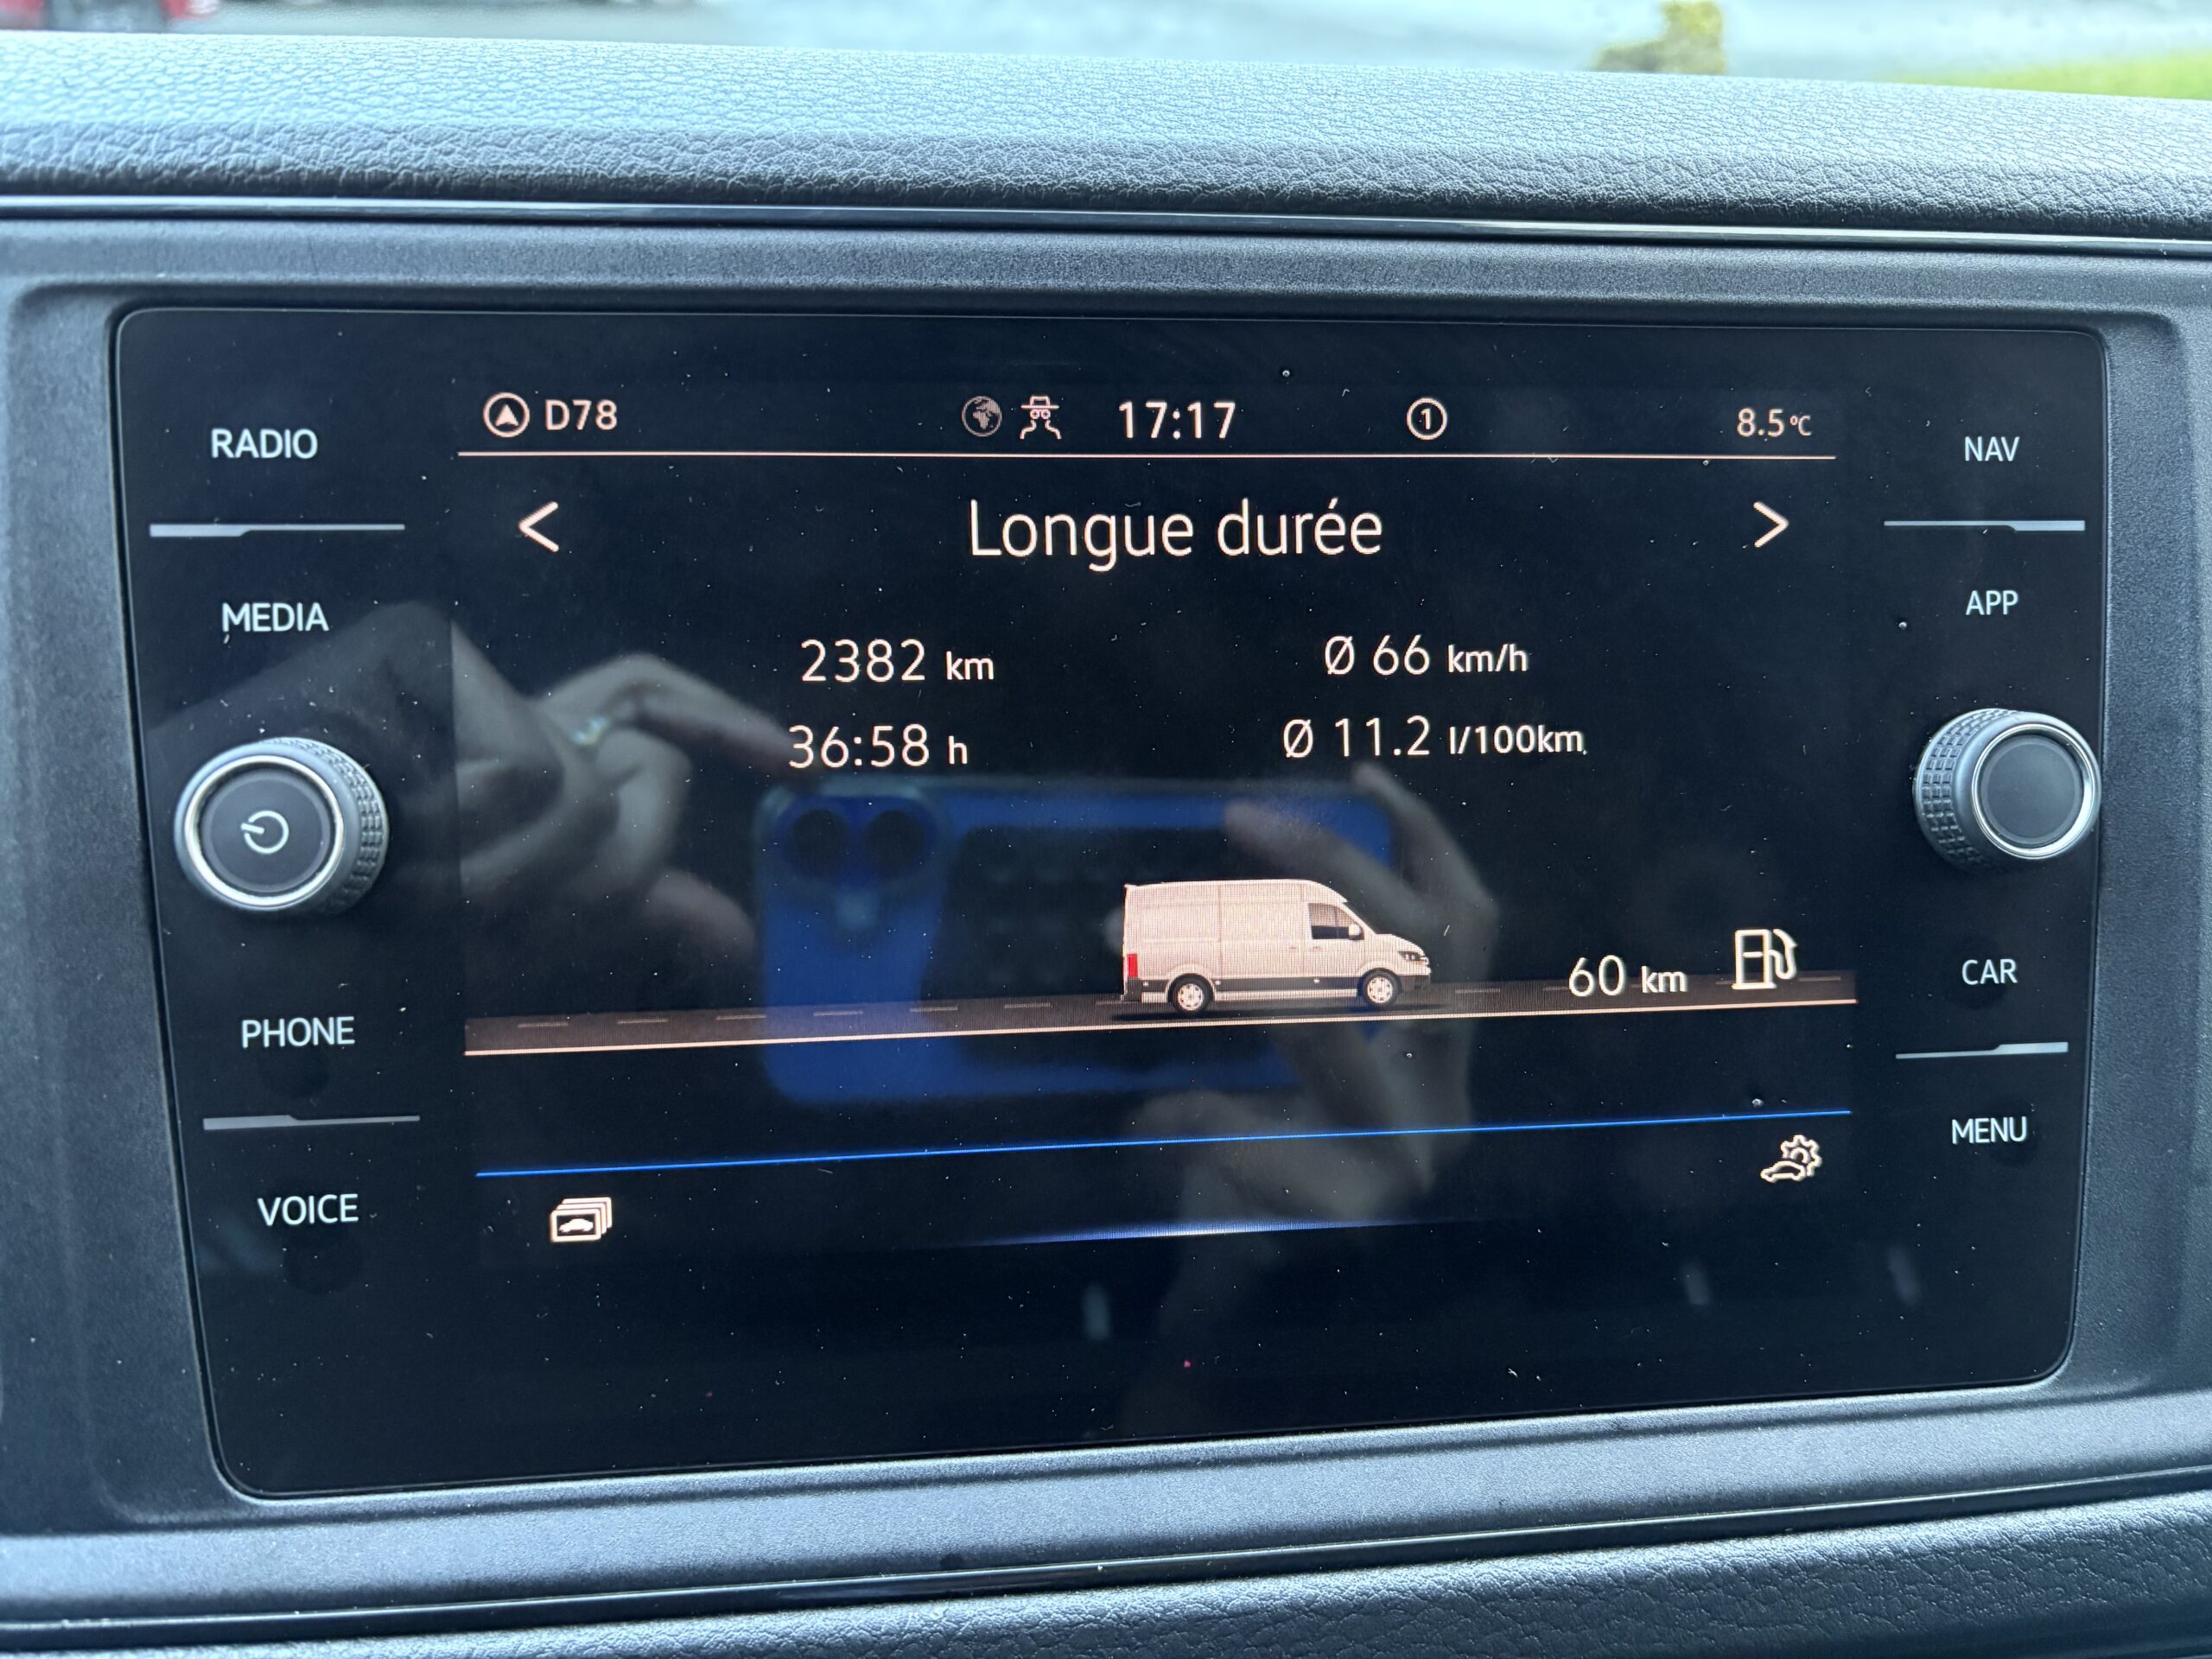 RADIO
MEDIA
PHONE
VOICE
D78 17:17 1 8.5°C
< Longue durée >
2382 km Ø 66 km/h
36:58 h Ø 11.2 l/100km
60 km
NAV
APP
CAR
MENU